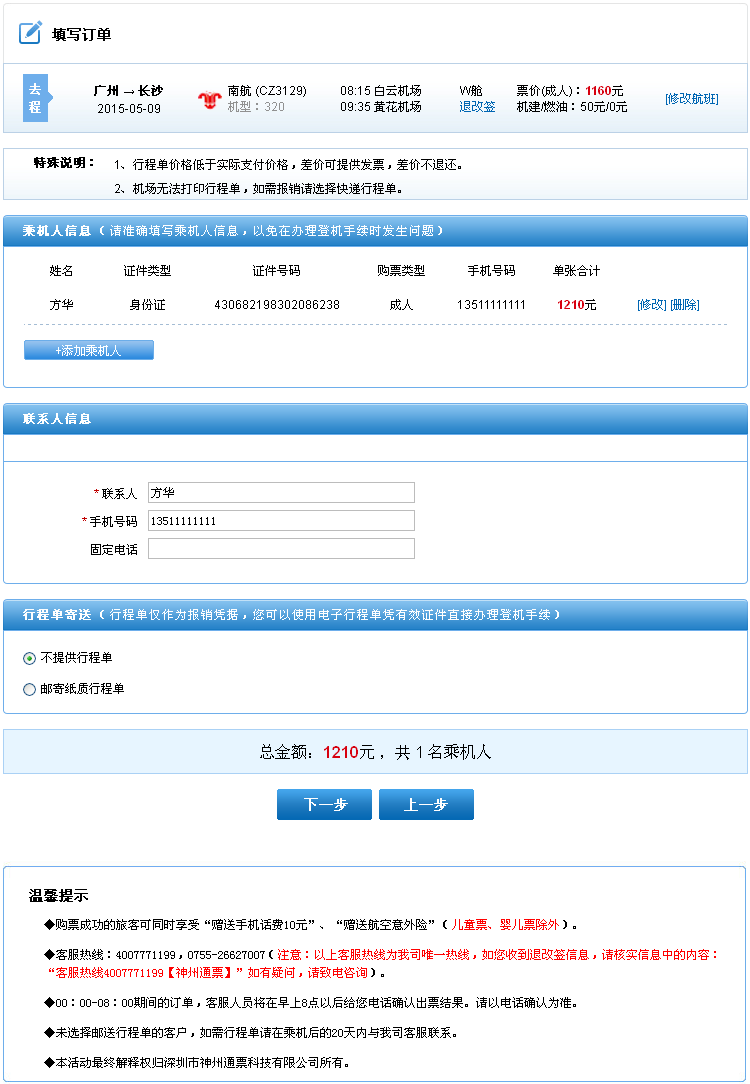 填写订单
去程
广州 → 长沙
2015-05-09
南航 (CZ3129)
机型：320
08:15 白云机场
09:35 黄花机场
W舱
退改签
票价(成人)：1160元
机建/燃油：50元/0元
[修改航班]
特殊说明：
1、行程单价格低于实际支付价格，差价可提供发票，差价不退还。
2、机场无法打印行程单，如需报销请选择快递行程单。
乘机人信息（请准确填写乘机人信息，以免在办理登机手续时发生问题）
姓名 证件类型 证件号码 购票类型 手机号码 单张合计
方华 身份证 430682198302086238 成人 13511111111 1210元 [修改] [删除]
+添加乘机人
联系人信息
*联系人 方华
*手机号码 13511111111
固定电话
行程单寄送（行程单仅作为报销凭据，您可以使用电子行程单凭有效证件直接办理登机手续）
不提供行程单
邮寄纸质行程单
总金额: 1210元 ，共 1 名乘机人
下一步 上一步
温馨提示
◆购票成功的旅客可同时享受“赠送手机话费10元”、“赠送航空意外险”（儿童票、婴儿票除外）。
◆客服热线：4007771199，0755-26627007（注意：以上客服热线为我司唯一热线，如您收到退改签信息，请核实信息中的内容：
“客服热线4007771199【神州通票】”如有疑问，请致电咨询）。
◆00：00-08：00期间的订单，客服人员将在早上8点以后给您电话确认出票结果。请以电话确认为准。
◆未选择邮送行程单的客户，如需行程单请在乘机后的20天内与我司客服联系。
◆本活动最终解释权归深圳市神州通票科技有限公司所有。